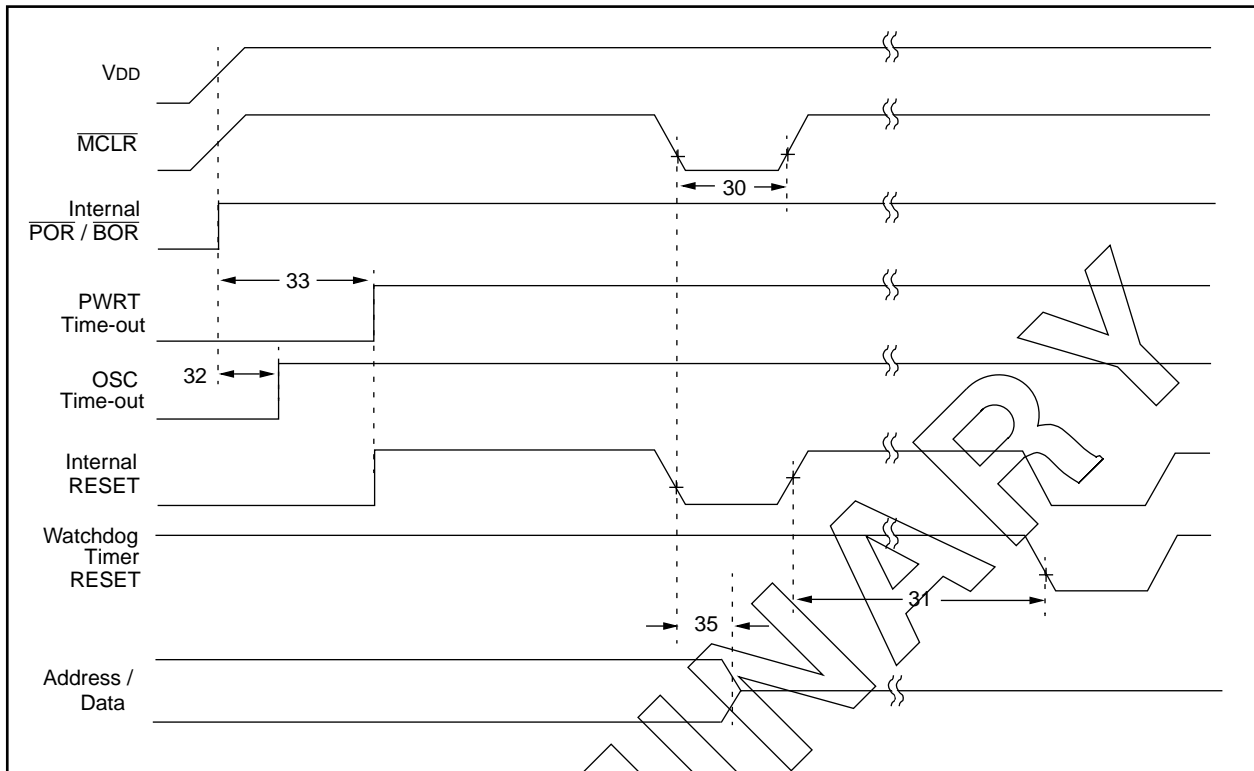 VDD
MCLR
30
Internal
POR / BOR
33
PWRT
Time-out
32
OSC
Time-out
Internal
RESET
Watchdog
Timer
RESET
31
35
Address /
Data
INARY